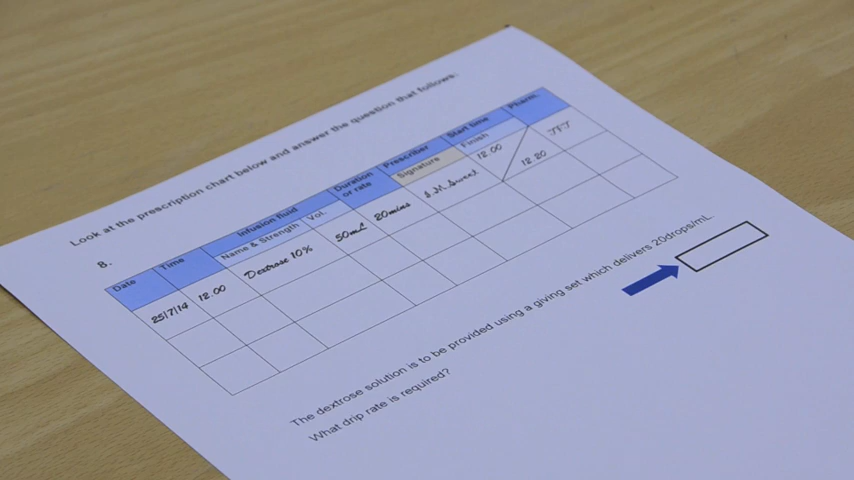 Look at the prescription chart below and answer the question that follows:
8.
Date Time Infusion fluid Duration or rate Prescriber Start time Pharm.
Name & Strength Vol. Signature Finish
25/7/14 12.00 Dextrose 10% 50mL 20mins S.M.Sweet 12.00 12.20 JFJ
The dextrose solution is to be provided using a giving set which delivers 20drops/mL.
What drip rate is required?